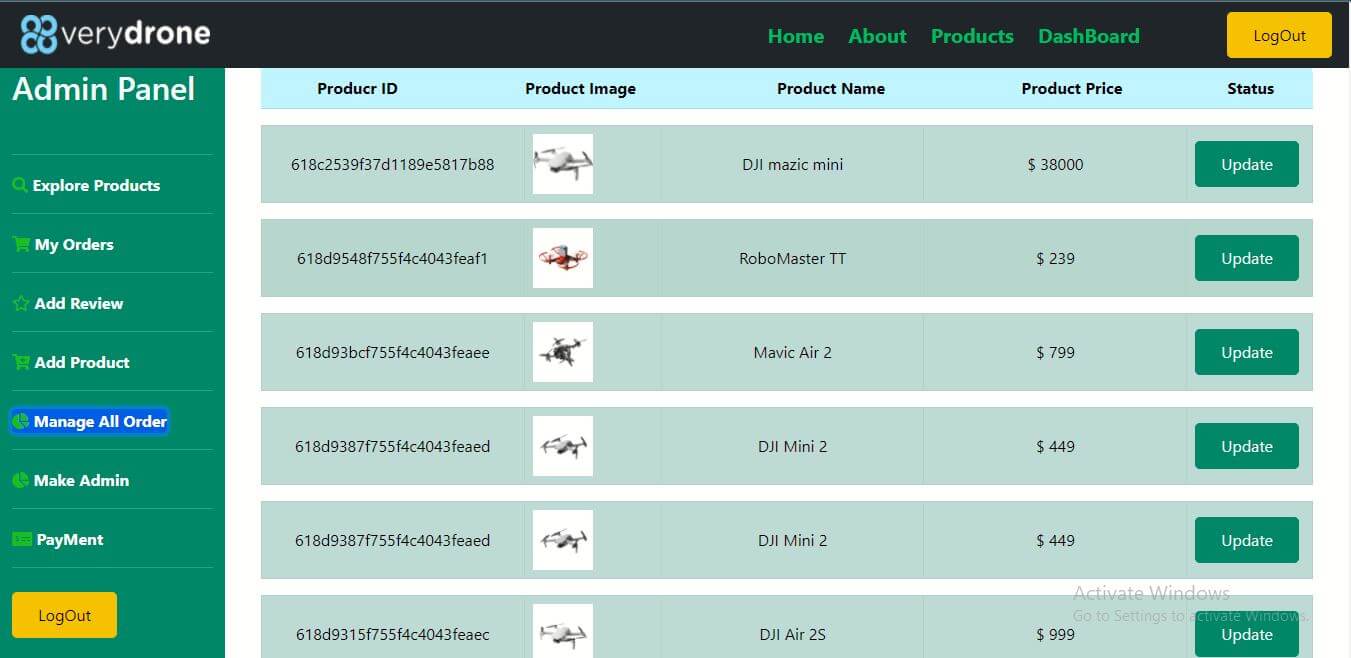 verydrone
Home About Products DashBoard LogOut
Admin Panel
Explore Products
My Orders
Add Review
Add Product
Manage All Order
Make Admin
PayMent
LogOut
Producr ID Product Image Product Name Product Price Status
618c2539f37d1189e5817b88 DJI mazic mini $ 38000 Update
618d9548f755f4c4043feaf1 RoboMaster TT $ 239 Update
618d93bcf755f4c4043feaee Mavic Air 2 $ 799 Update
618d9387f755f4c4043feaed DJI Mini 2 $ 449 Update
618d9387f755f4c4043feaed DJI Mini 2 $ 449 Update
618d9315f755f4c4043feaec DJI Air 2S $ 999 Update
Activate Windows
Go to Settings to activate Windows.